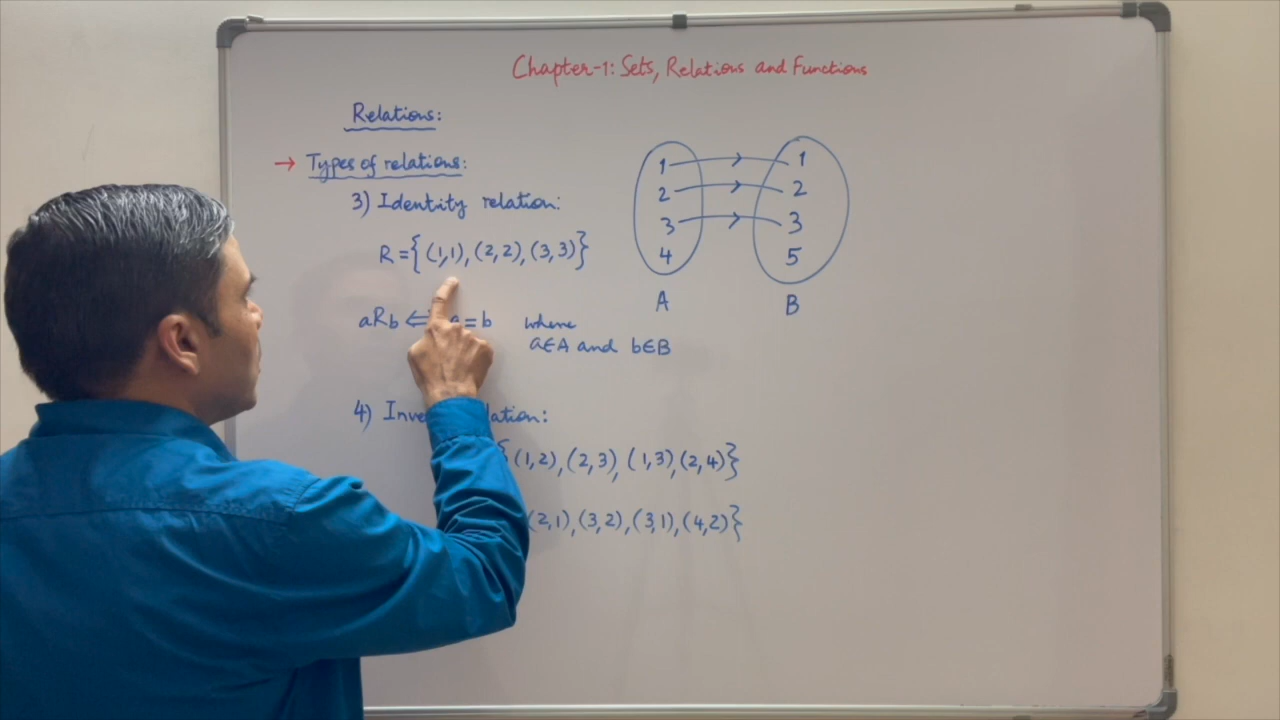 Chapter-1: Sets, Relations and Functions
Relations:
→ Types of relations:
3) Identity relation:
R = {(1,1), (2,2), (3,3)}
aRb ⟺ a = b where
a∈A and b∈B
1 1
2 2
3 3
4 5
A B
4)
{(1,2), (2,3), (1,3), (2,4)}
(2,1), (3,2), (3,1), (4,2)}